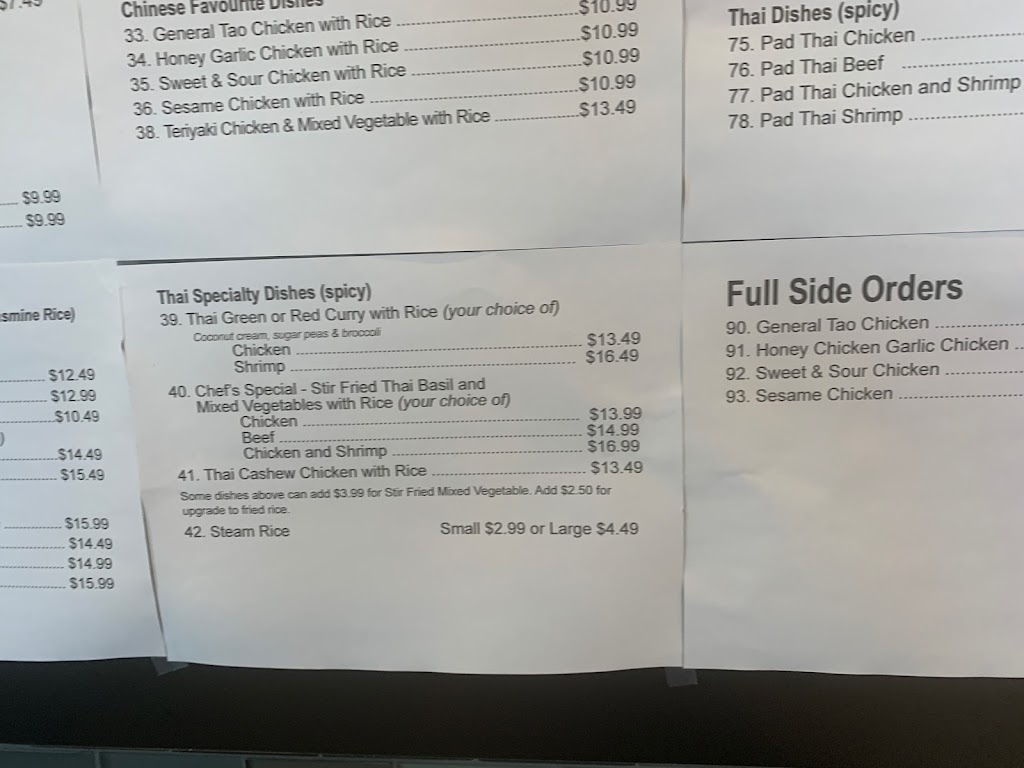 $9.99
$9.99
smine Rice)
$12.49
$12.99
$10.49
)
$14.49
$15.49
$15.99
$14.49
$14.99
$15.99
Chinese Favourite Dishes
33. General Tao Chicken with Rice $10.99
34. Honey Garlic Chicken with Rice $10.99
35. Sweet & Sour Chicken with Rice $10.99
36. Sesame Chicken with Rice $10.99
38. Teriyaki Chicken & Mixed Vegetable with Rice $13.49
Thai Specialty Dishes (spicy)
39. Thai Green or Red Curry with Rice (your choice of)
Coconut cream, sugar peas & broccoli
Chicken $13.49
Shrimp $16.49
40. Chef's Special - Stir Fried Thai Basil and
Mixed Vegetables with Rice (your choice of)
Chicken $13.99
Beef $14.99
Chicken and Shrimp $16.99
41. Thai Cashew Chicken with Rice $13.49
Some dishes above can add $3.99 for Stir Fried Mixed Vegetable. Add $2.50 for
upgrade to fried rice.
42. Steam Rice Small $2.99 or Large $4.49
Thai Dishes (spicy)
75. Pad Thai Chicken
76. Pad Thai Beef
77. Pad Thai Chicken and Shrimp
78. Pad Thai Shrimp
Full Side Orders
90. General Tao Chicken
91. Honey Chicken Garlic Chicken
92. Sweet & Sour Chicken
93. Sesame Chicken